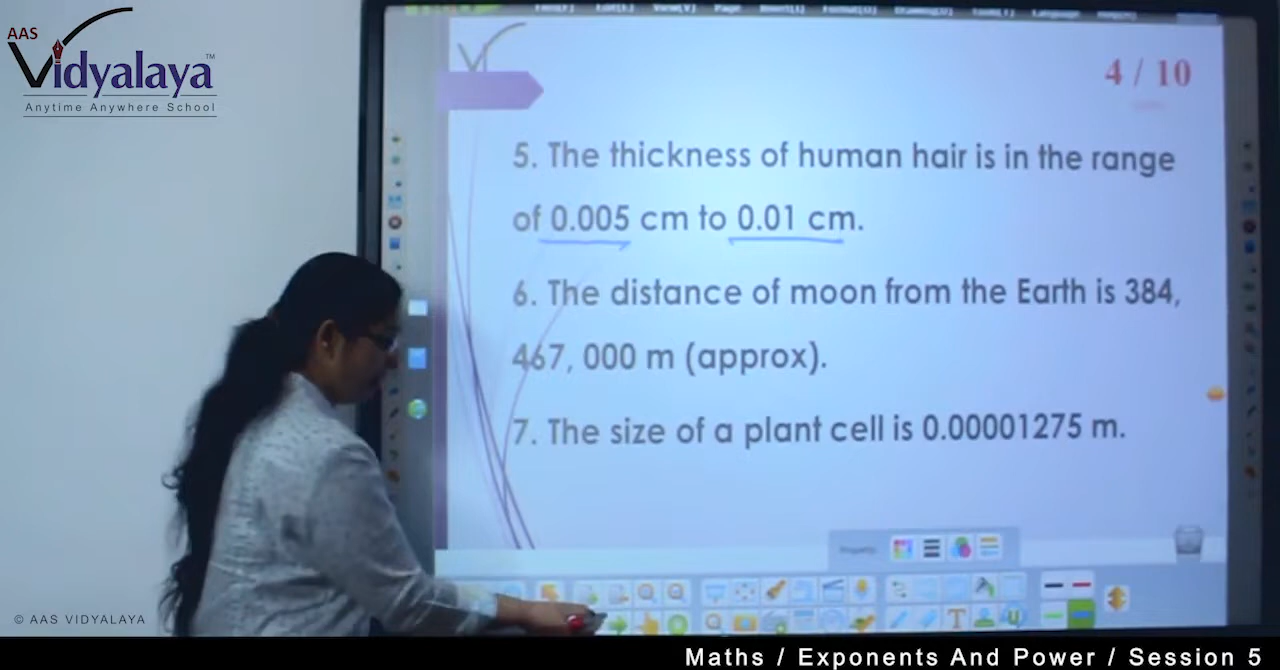 AAS
Vidyalaya™
Anytime Anywhere School
4 / 10
5. The thickness of human hair is in the range
of 0.005 cm to 0.01 cm.
6. The distance of moon from the Earth is 384,
467, 000 m (approx).
7. The size of a plant cell is 0.00001275 m.
© AAS VIDYALAYA
Maths / Exponents And Power / Session 5